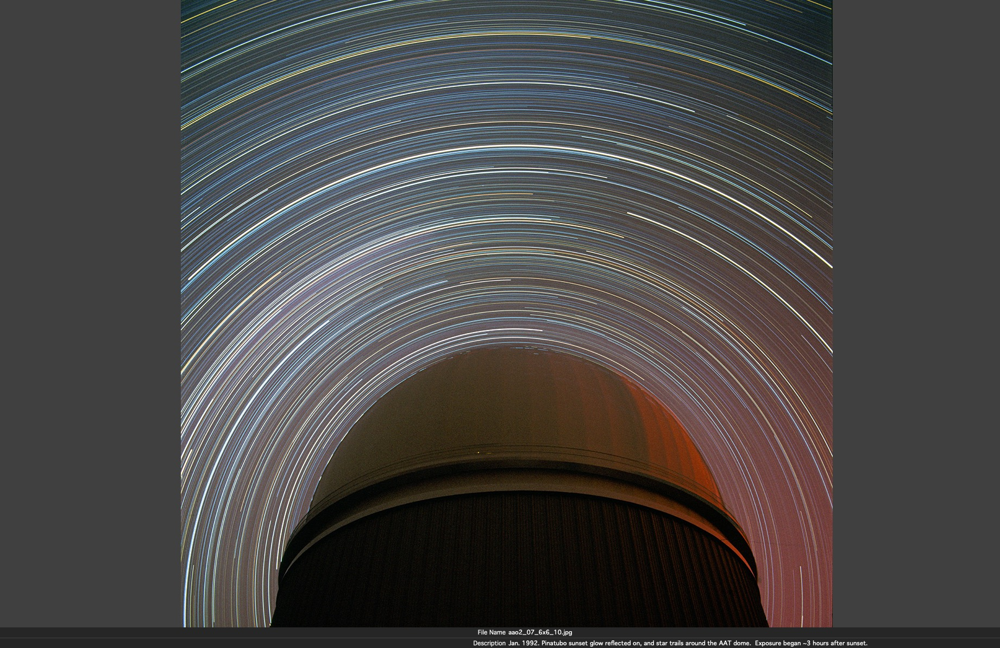 File Name aao2_07_6x6_10.jpg
Description Jan. 1992. Pinatubo sunset glow reflected on, and star trails around the AAT dome.  Exposure began ~3 hours after sunset.